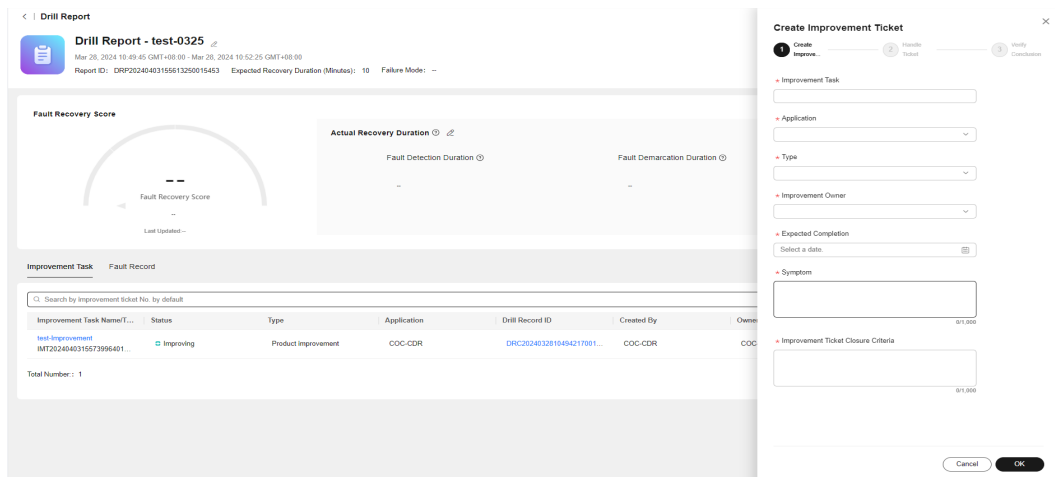 < | Drill Report
Drill Report - test-0325
Mar 28, 2024 10:49:45 GMT+08:00 - Mar 28, 2024 10:52:25 GMT+08:00
Report ID: DRP20240403155613250015453 Expected Recovery Duration (Minutes): 10 Failure Mode: --
Fault Recovery Score
--
Fault Recovery Score
--
Last Updated:--
Actual Recovery Duration
Fault Detection Duration
Fault Demarcation Duration
--
--
Improvement Task Fault Record
Search by improvement ticket No. by default
Improvement Task Name/T... Status Type Application Drill Record ID Created By Owne
test-Improvement
IMT2024040315573996401... Improving Product Improvement COC-CDR DRC2024032810494217001... COC-CDR COC
Total Number: : 1
Create Improvement Ticket
1 Create Improve...
2 Handle Ticket
3 Verify Conclusion
* Improvement Task
* Application
* Type
* Improvement Owner
* Expected Completion
Select a date.
* Symptom
0/1,000
* Improvement Ticket Closure Criteria
0/1,000
Cancel OK